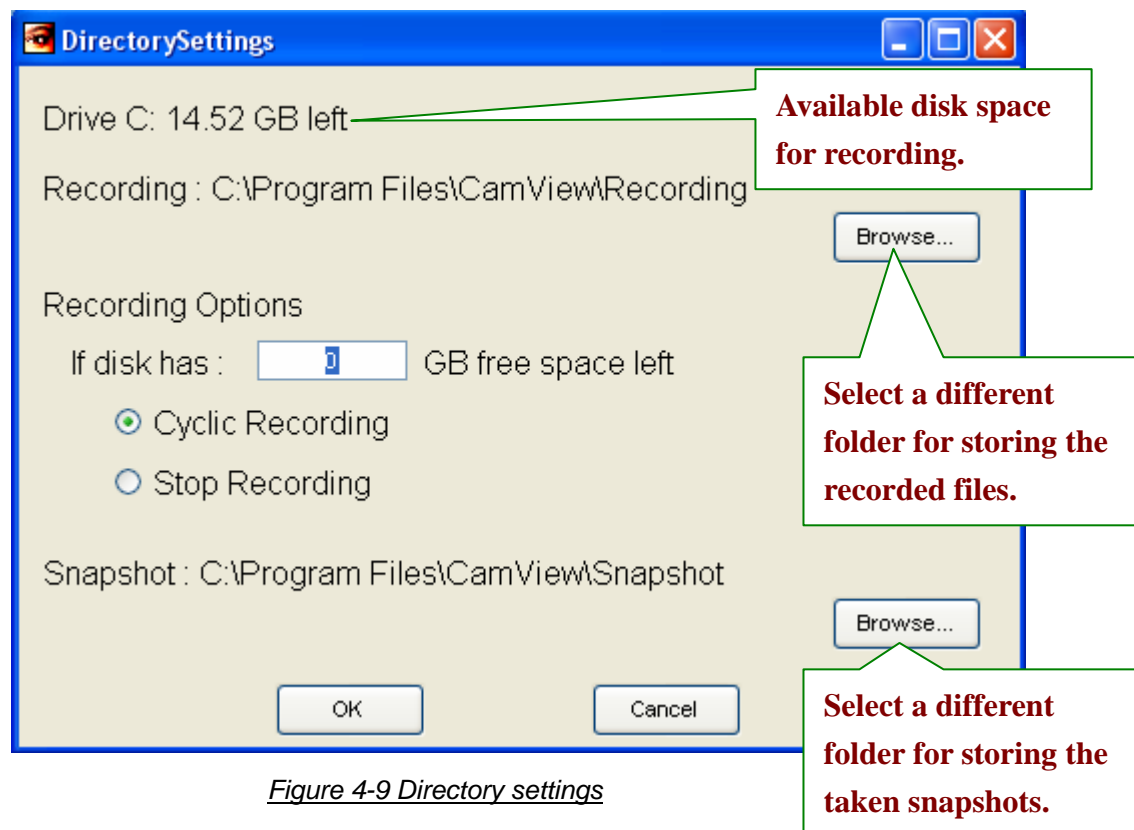 DirectorySettings
Drive C: 14.52 GB left
Available disk space
for recording.
Recording : C:\Program Files\CamView\Recording
Browse...
Recording Options
If disk has : 0 GB free space left
Select a different
folder for storing the
recorded files.
Cyclic Recording
Stop Recording
Snapshot : C:\Program Files\CamView\Snapshot
Browse...
Select a different
folder for storing the
taken snapshots.
OK
Cancel
Figure 4-9 Directory settings